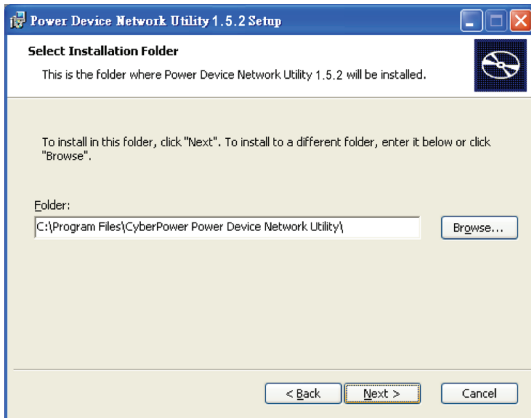 Power Device Network Utility 1.5.2 Setup
Select Installation Folder
This is the folder where Power Device Network Utility 1.5.2 will be installed.
To install in this folder, click "Next". To install to a different folder, enter it below or click
"Browse".
Folder:
C:\Program Files\CyberPower Power Device Network Utility\
Browse...
< Back
Next >
Cancel